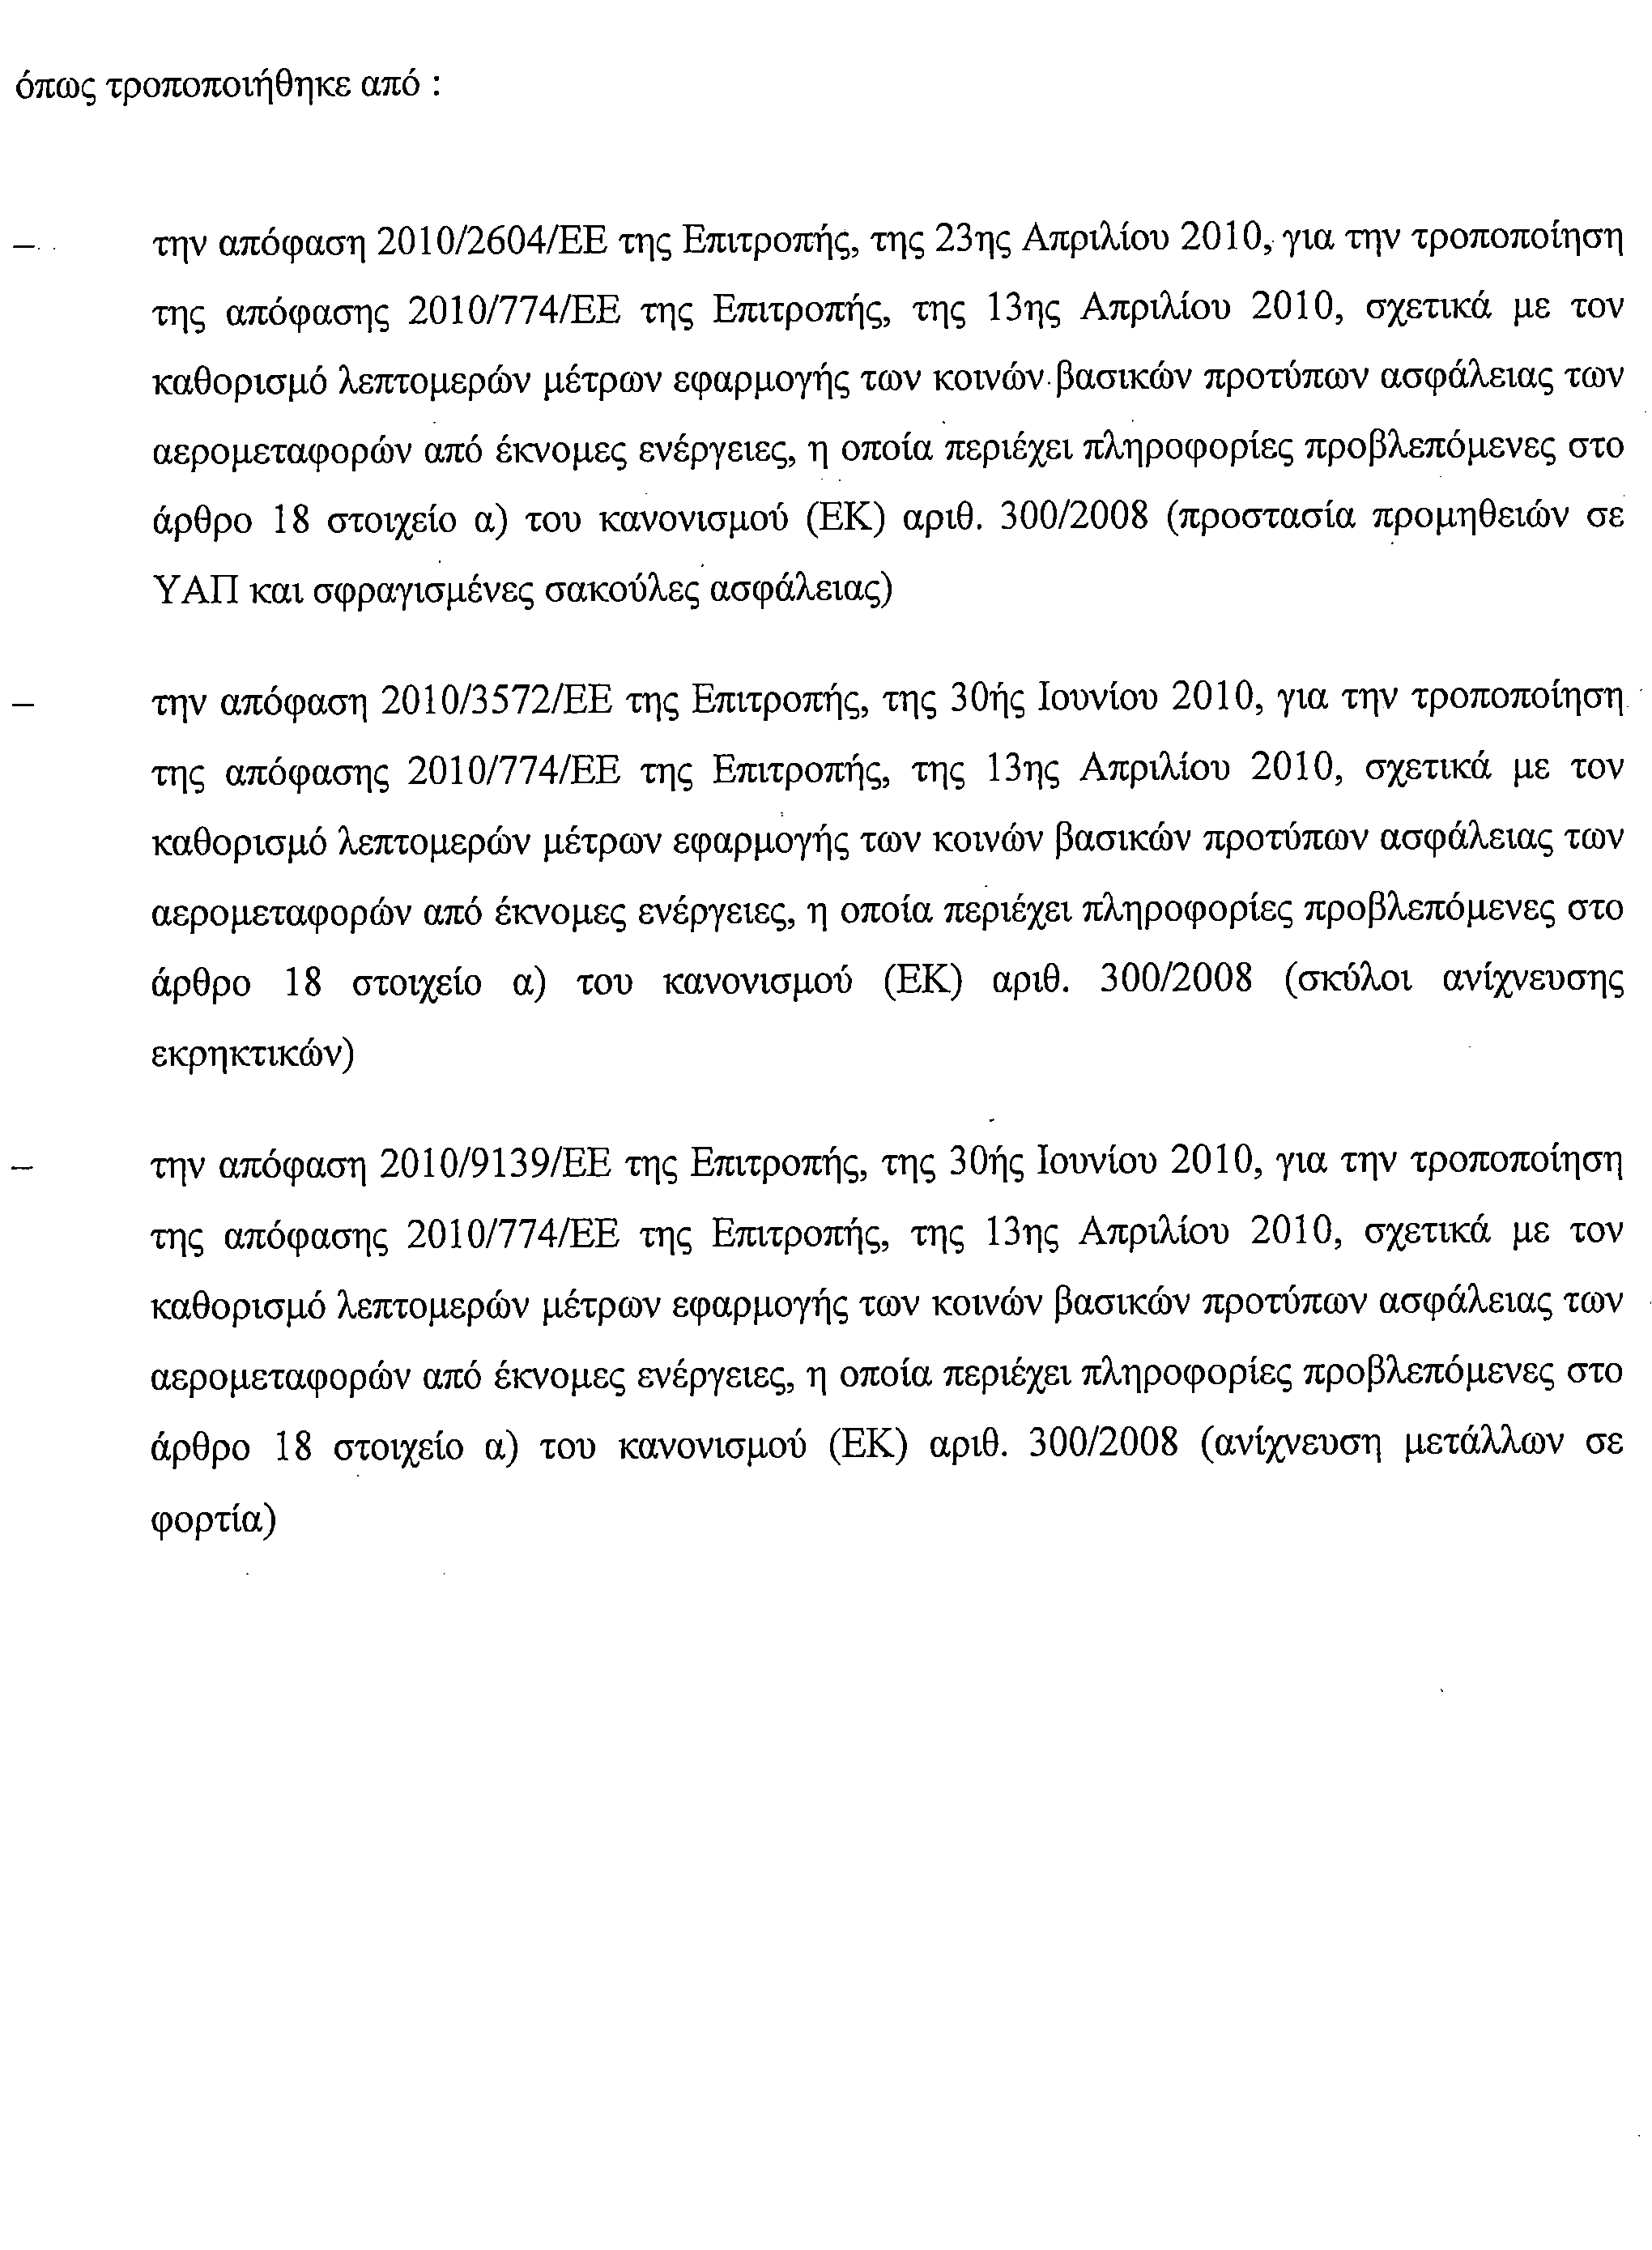 όπως τροποποιήθηκε από :
– την απόφαση 2010/2604/ΕΕ της Επιτροπής, της 23ης Απριλίου 2010, για την τροποποίηση
της απόφασης 2010/774/ΕΕ της Επιτροπής, της 13ης Απριλίου 2010, σχετικά με τον
καθορισμό λεπτομερών μέτρων εφαρμογής των κοινών βασικών προτύπων ασφάλειας των
αερομεταφορών από έκνομες ενέργειες, η οποία περιέχει πληροφορίες προβλεπόμενες στο
άρθρο 18 στοιχείο α) του κανονισμού (ΕΚ) αριθ. 300/2008 (προστασία προμηθειών σε
ΥΑΠ και σφραγισμένες σακούλες ασφάλειας)
– την απόφαση 2010/3572/ΕΕ της Επιτροπής, της 30ής Ιουνίου 2010, για την τροποποίηση
της απόφασης 2010/774/ΕΕ της Επιτροπής, της 13ης Απριλίου 2010, σχετικά με τον
καθορισμό λεπτομερών μέτρων εφαρμογής των κοινών βασικών προτύπων ασφάλειας των
αερομεταφορών από έκνομες ενέργειες, η οποία περιέχει πληροφορίες προβλεπόμενες στο
άρθρο 18 στοιχείο α) του κανονισμού (ΕΚ) αριθ. 300/2008 (σκύλοι ανίχνευσης
εκρηκτικών)
– την απόφαση 2010/9139/ΕΕ της Επιτροπής, της 30ής Ιουνίου 2010, για την τροποποίηση
της απόφασης 2010/774/ΕΕ της Επιτροπής, της 13ης Απριλίου 2010, σχετικά με τον
καθορισμό λεπτομερών μέτρων εφαρμογής των κοινών βασικών προτύπων ασφάλειας των
αερομεταφορών από έκνομες ενέργειες, η οποία περιέχει πληροφορίες προβλεπόμενες στο
άρθρο 18 στοιχείο α) του κανονισμού (ΕΚ) αριθ. 300/2008 (ανίχνευση μετάλλων σε
φορτία)